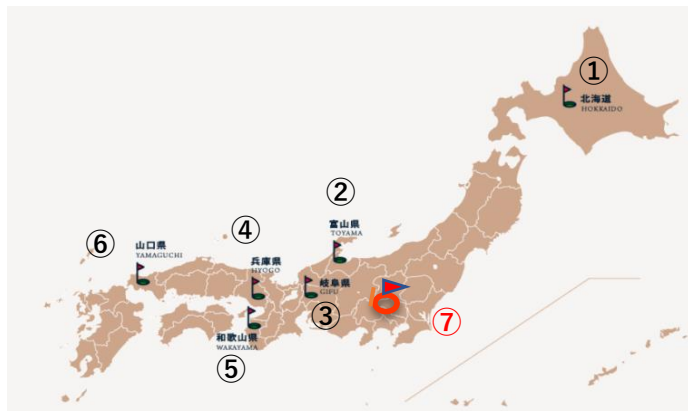 ①
北海道
HOKKAIDO
②
富山県
TOYAMA
④
⑥
山口県
YAMAGUCHI
兵庫県
HYOGO
岐阜県
GIFU
③
⑦
和歌山県
WAKAYAMA
⑤